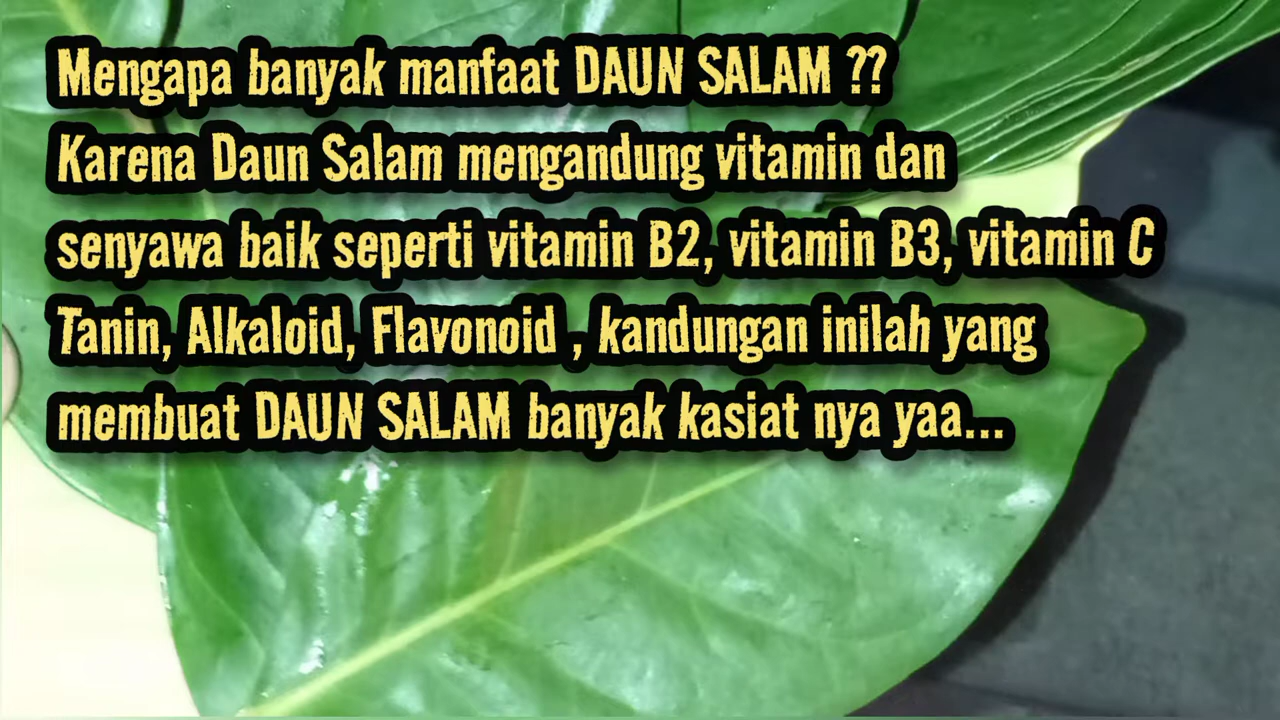 Mengapa banyak manfaat DAUN SALAM ??
Karena Daun Salam mengandung vitamin dan
senyawa baik seperti vitamin B2, vitamin B3, vitamin C
Tanin, Alkaloid, Flavonoid , kandungan inilah yang
membuat DAUN SALAM banyak kasiat nya yaa...